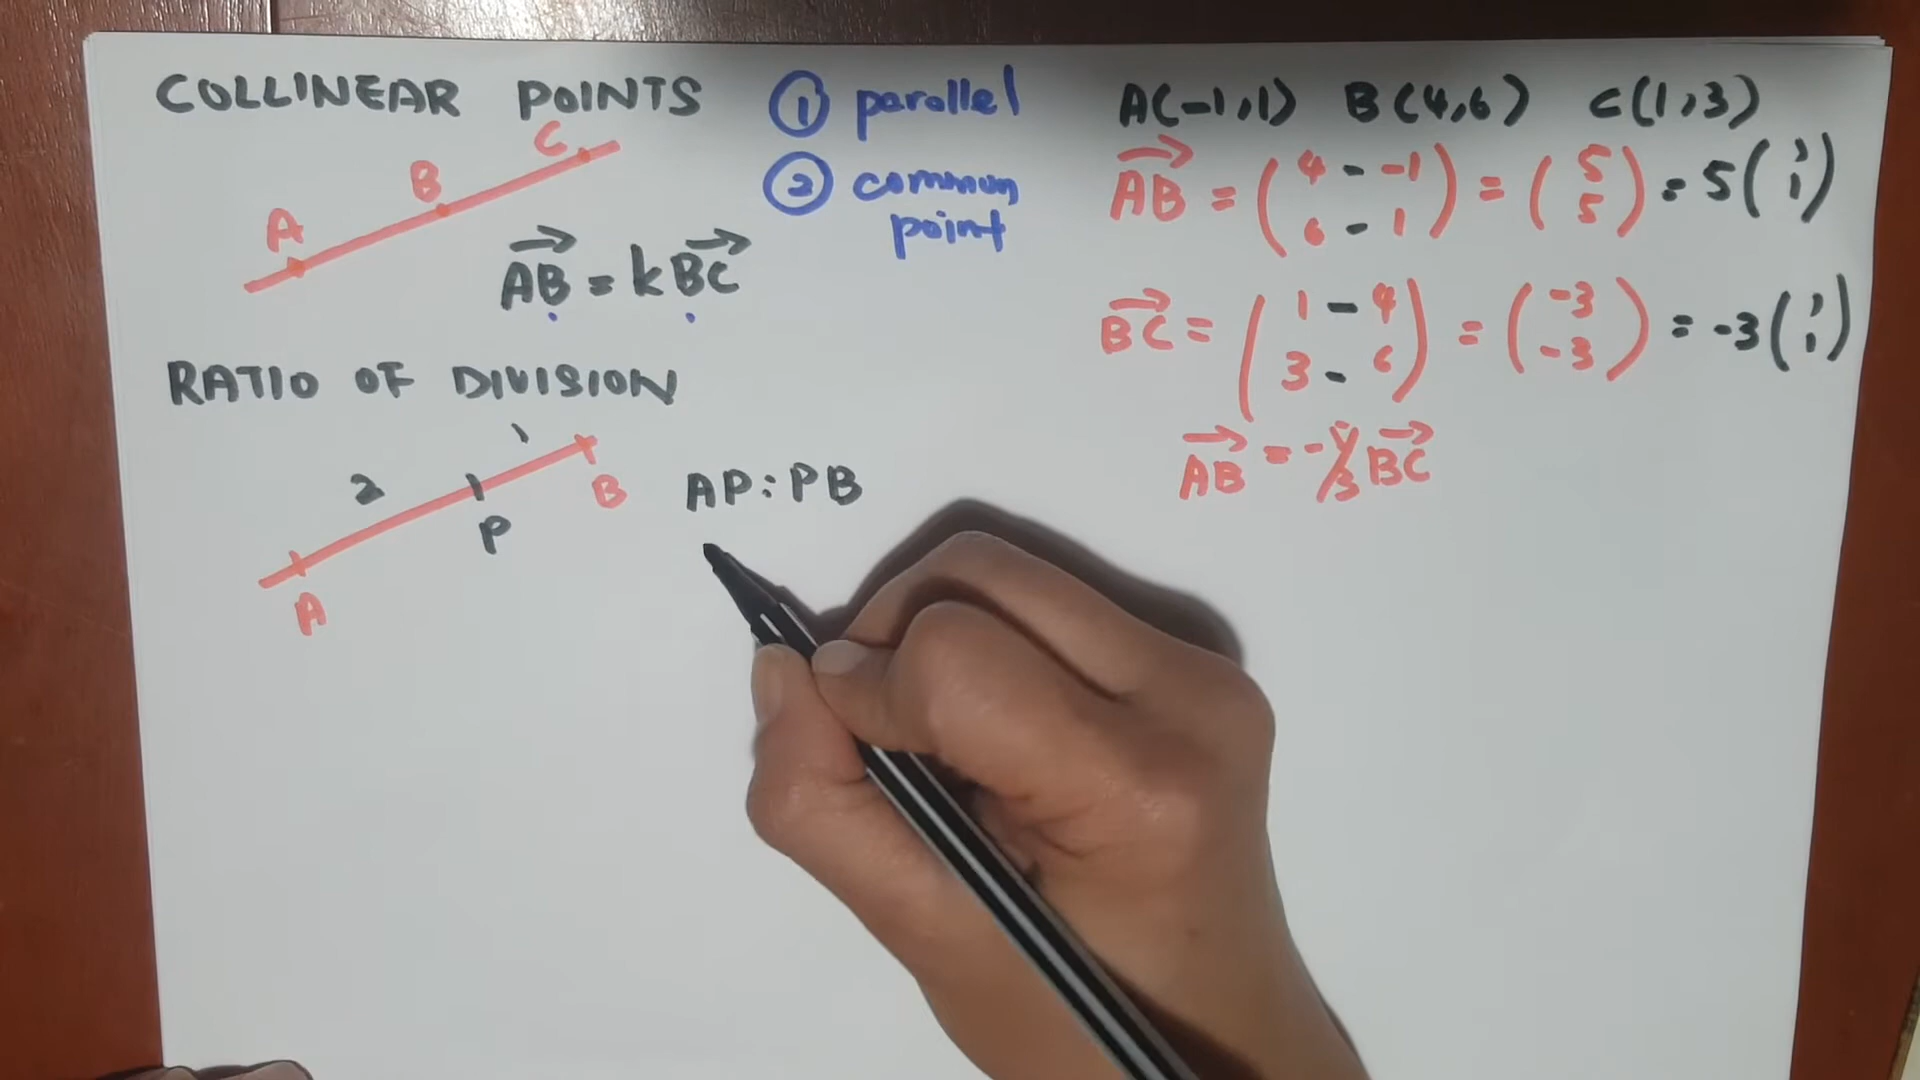 COLLINEAR POINTS
C
B
A
AB = k BC
① parallel
② common
point
A(-1,1) B(4,6) C(1,3)
AB = (4 - -1 6 - 1) = (5 5) = 5(1 1)
BC = (1 - 4 3 - 6) = (-3 -3) = -3(1 1)
AB = - /3 BC
RATIO OF DIVISION
1
2
B
P
A
AP:PB